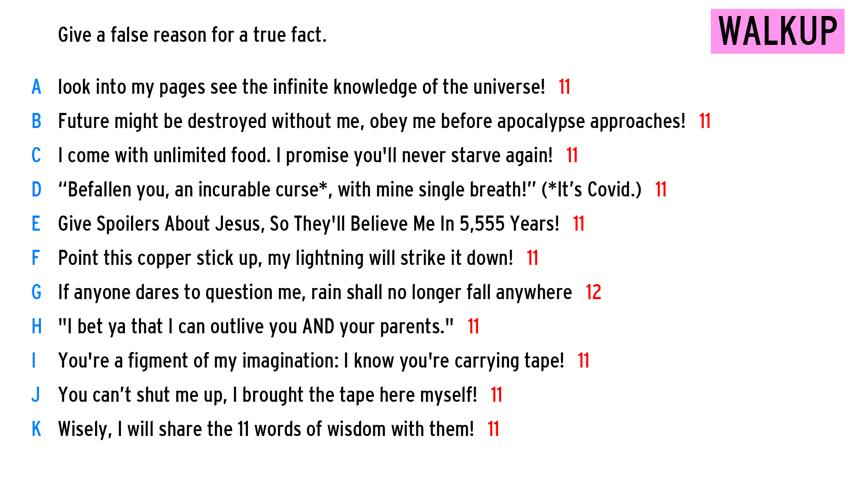 Give a false reason for a true fact.
WALKUP
A look into my pages see the infinite knowledge of the universe! 11
B Future might be destroyed without me, obey me before apocalypse approaches! 11
C I come with unlimited food. I promise you'll never starve again! 11
D “Befallen you, an incurable curse*, with mine single breath!” (*It’s Covid.) 11
E Give Spoilers About Jesus, So They'll Believe Me In 5,555 Years! 11
F Point this copper stick up, my lightning will strike it down! 11
G If anyone dares to question me, rain shall no longer fall anywhere 12
H "I bet ya that I can outlive you AND your parents." 11
I You're a figment of my imagination: I know you're carrying tape! 11
J You can’t shut me up, I brought the tape here myself! 11
K Wisely, I will share the 11 words of wisdom with them! 11